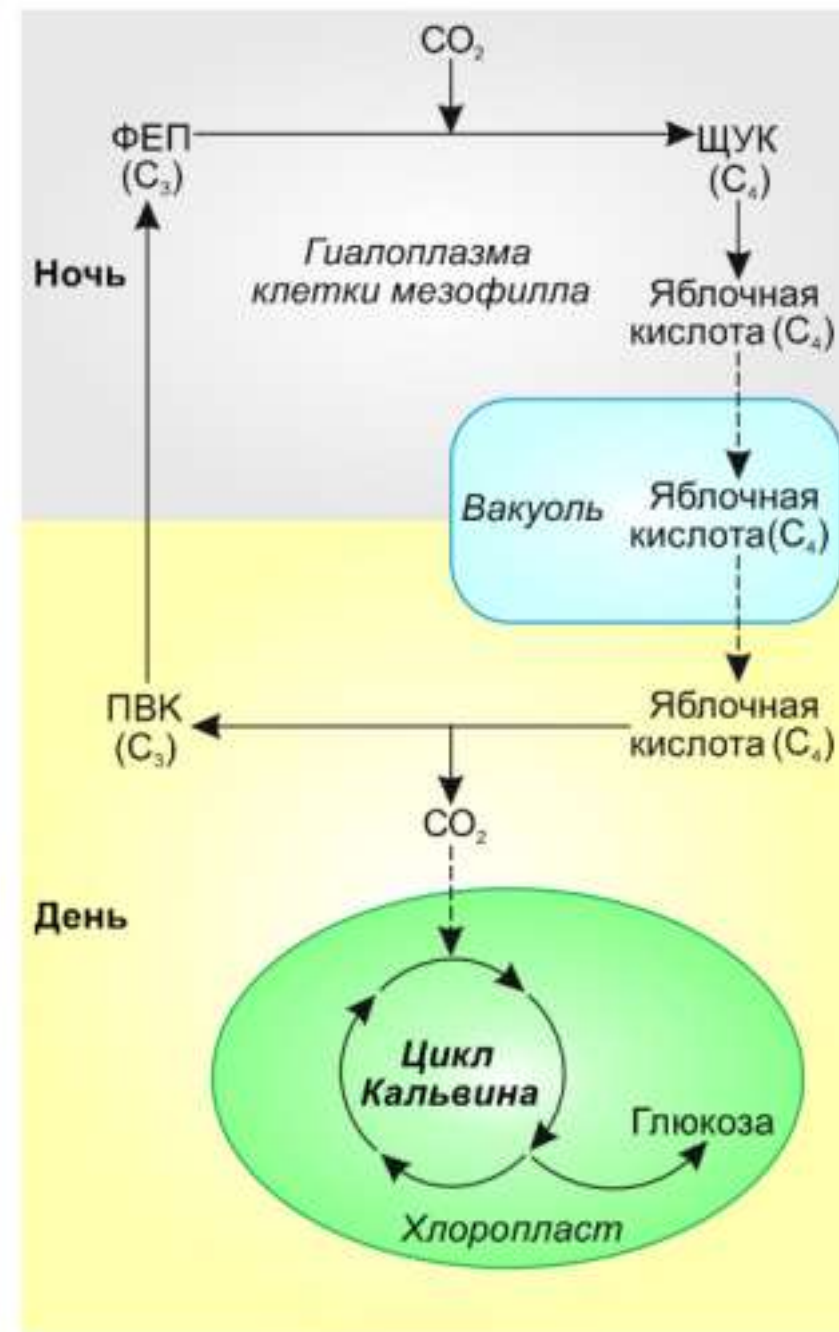 CO₂
ФЕП
(C₃)
ЩУК
(C₄)
Ночь
Гиалоплазма
клетки мезофилла
Яблочная
кислота (C₄)
Вакуоль
Яблочная
кислота(C₄)
ПВК
(C₃)
Яблочная
кислота (C₄)
CO₂
День
Цикл
Кальвина
Глюкоза
Хлоропласт